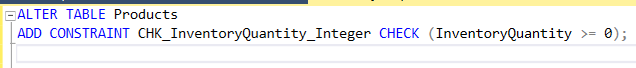 ALTER TABLE Products
ADD CONSTRAINT CHK_InventoryQuantity_Integer CHECK (InventoryQuantity >= 0);